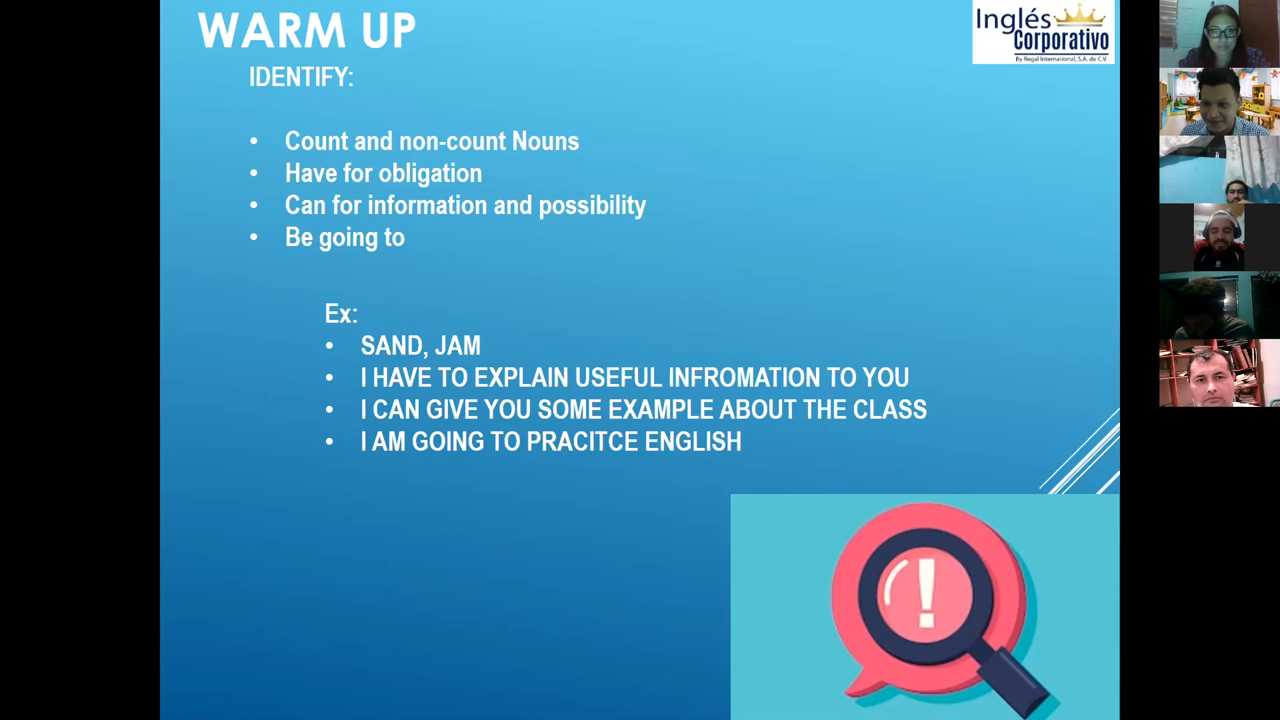 WARM UP
Inglés
Corporativo
By Regal International, S.A. de C.V.
IDENTIFY:
• Count and non-count Nouns
• Have for obligation
• Can for information and possibility
• Be going to
Ex:
• SAND, JAM
• I HAVE TO EXPLAIN USEFUL INFROMATION TO YOU
• I CAN GIVE YOU SOME EXAMPLE ABOUT THE CLASS
• I AM GOING TO PRACITCE ENGLISH
!